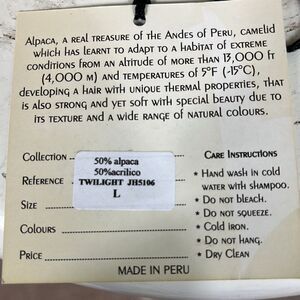 Alpaca, a real treasure of the Andes of Peru, camelid
which has learnt to adapt to a habitat of extreme
conditions from an altitude of more than 13,000 ft
(4,000 m) and temperatures of 5°F (-15°C),
developing a hair with unique thermal properties, that
is also strong and yet soft with special beauty due to
its texture and a wide range of natural colours.
Collection
50% alpaca
50%acrilico
Reference
TWILIGHT JH5106
Size
L
Colours
Price
Care Instructions
* Hand wash in cold
water with shampoo.
* Do not bleach.
* Do not squeeze.
* Cold iron.
* Do not hang.
* Dry Clean
MADE IN PERU